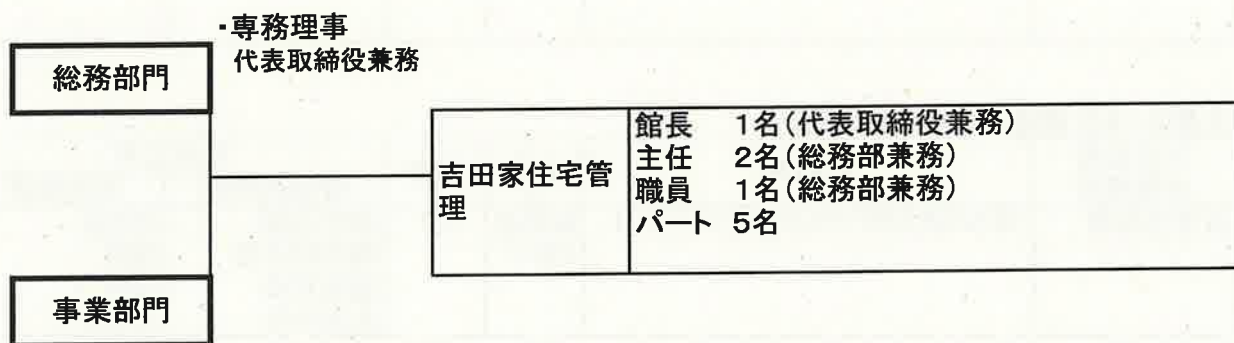 ・専務理事
代表取締役兼務
総務部門
館長 1名(代表取締役兼務)
主任 2名(総務部兼務)
吉田家住宅管
理
職員 1名(総務部兼務)
パート 5名
事業部門